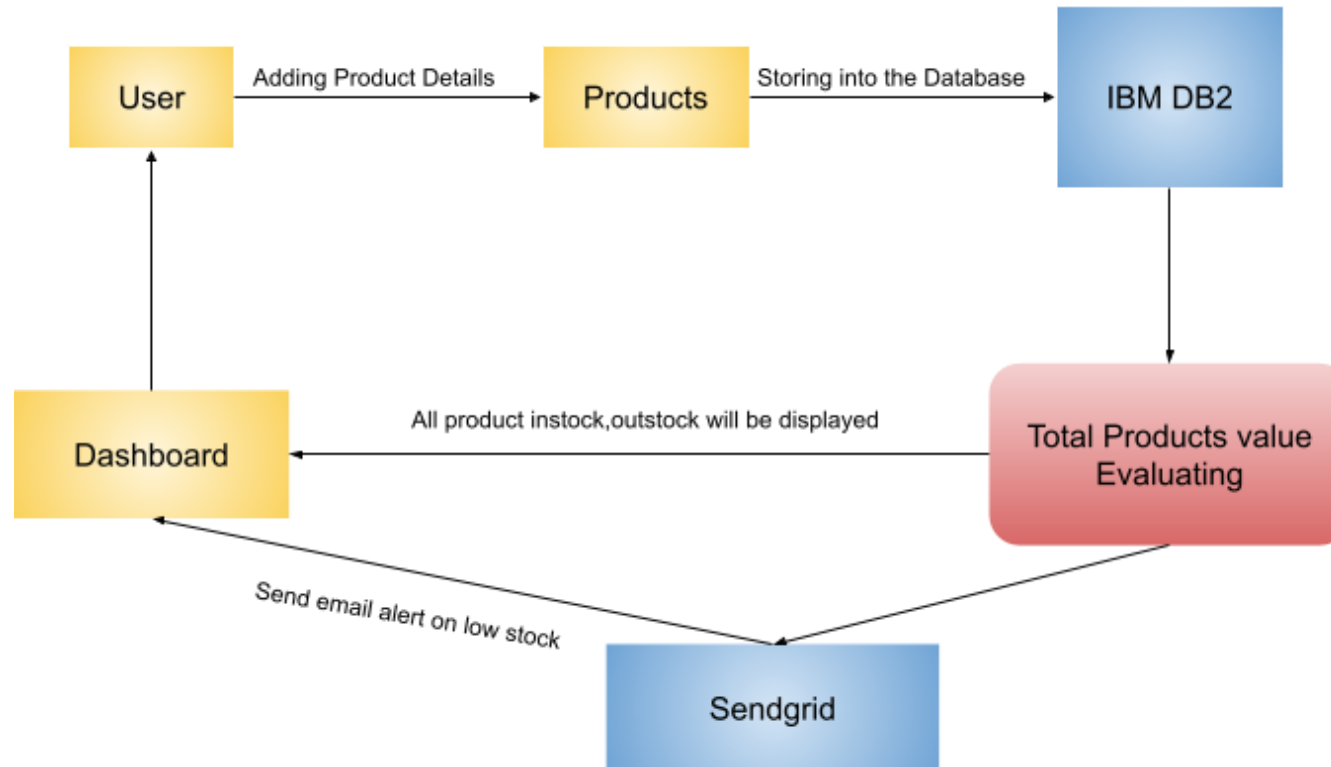 User
Adding Product Details
Products
Storing into the Database
IBM DB2
All product instock,outstock will be displayed
Dashboard
Total Products value
Evaluating
Send email alert on low stock
Sendgrid